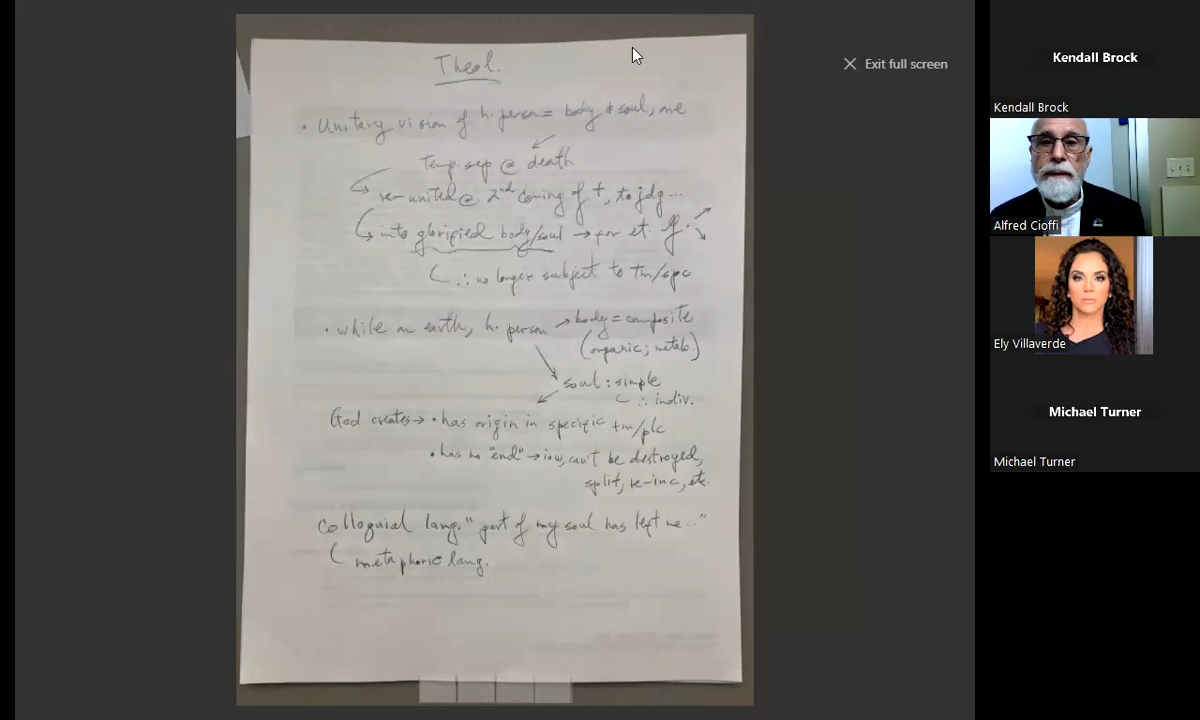 Theol.
• Unitary vision of h. person = body & soul, one
Temp. sep @ death
re-united @ 2nd coming of †, to jdg...
into glorified body/soul → for et.
∴ no longer subject to tm/spc
• while on earth, h. person → body = composite
(organic; metab.)
soul : simple
∴ indiv.
God creates → • has origin in specific tm/plc
• has no "end" → iow, can't be destroyed,
split, re-inc, etc.
Colloquial lang. "part of my soul has left me..."
metaphoric lang.
Exit full screen
Kendall Brock
Kendall Brock
Alfred Cioffi
Ely Villaverde
Michael Turner
Michael Turner